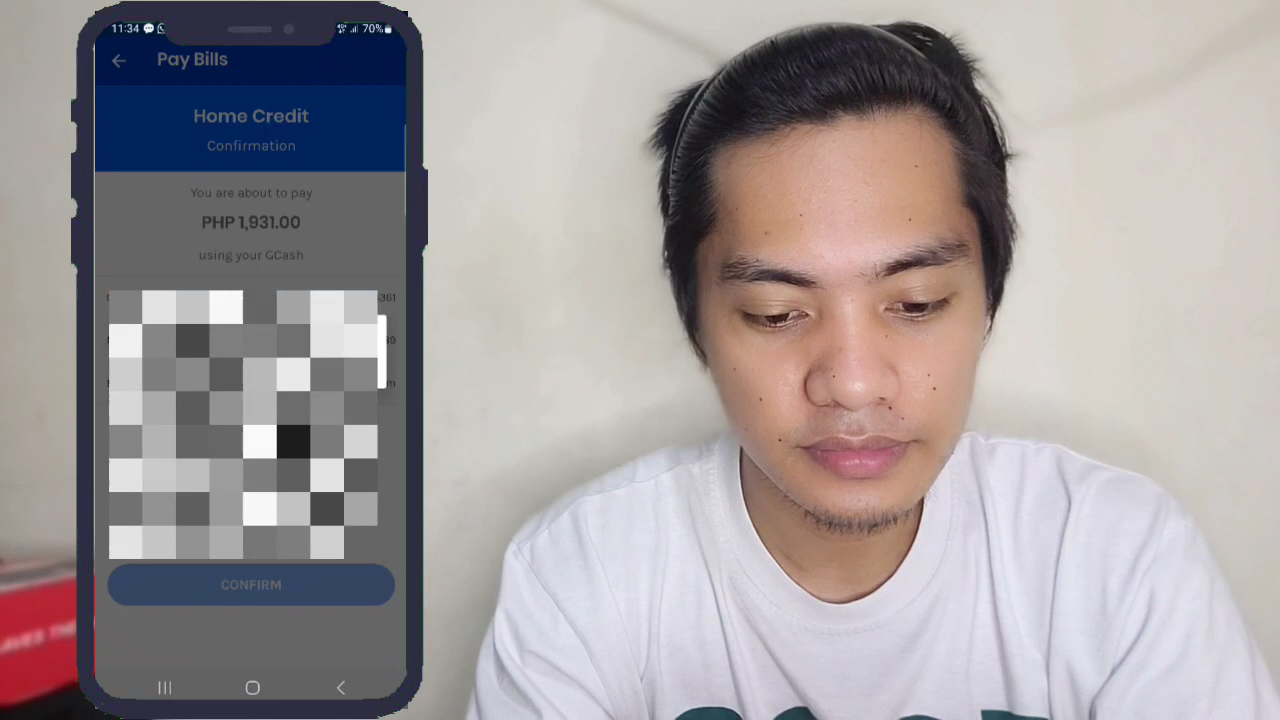 11:34 70%
Pay Bills
Home Credit
Confirmation
You are about to pay
PHP 1,931.00
using your GCash
361
m
CONFIRM